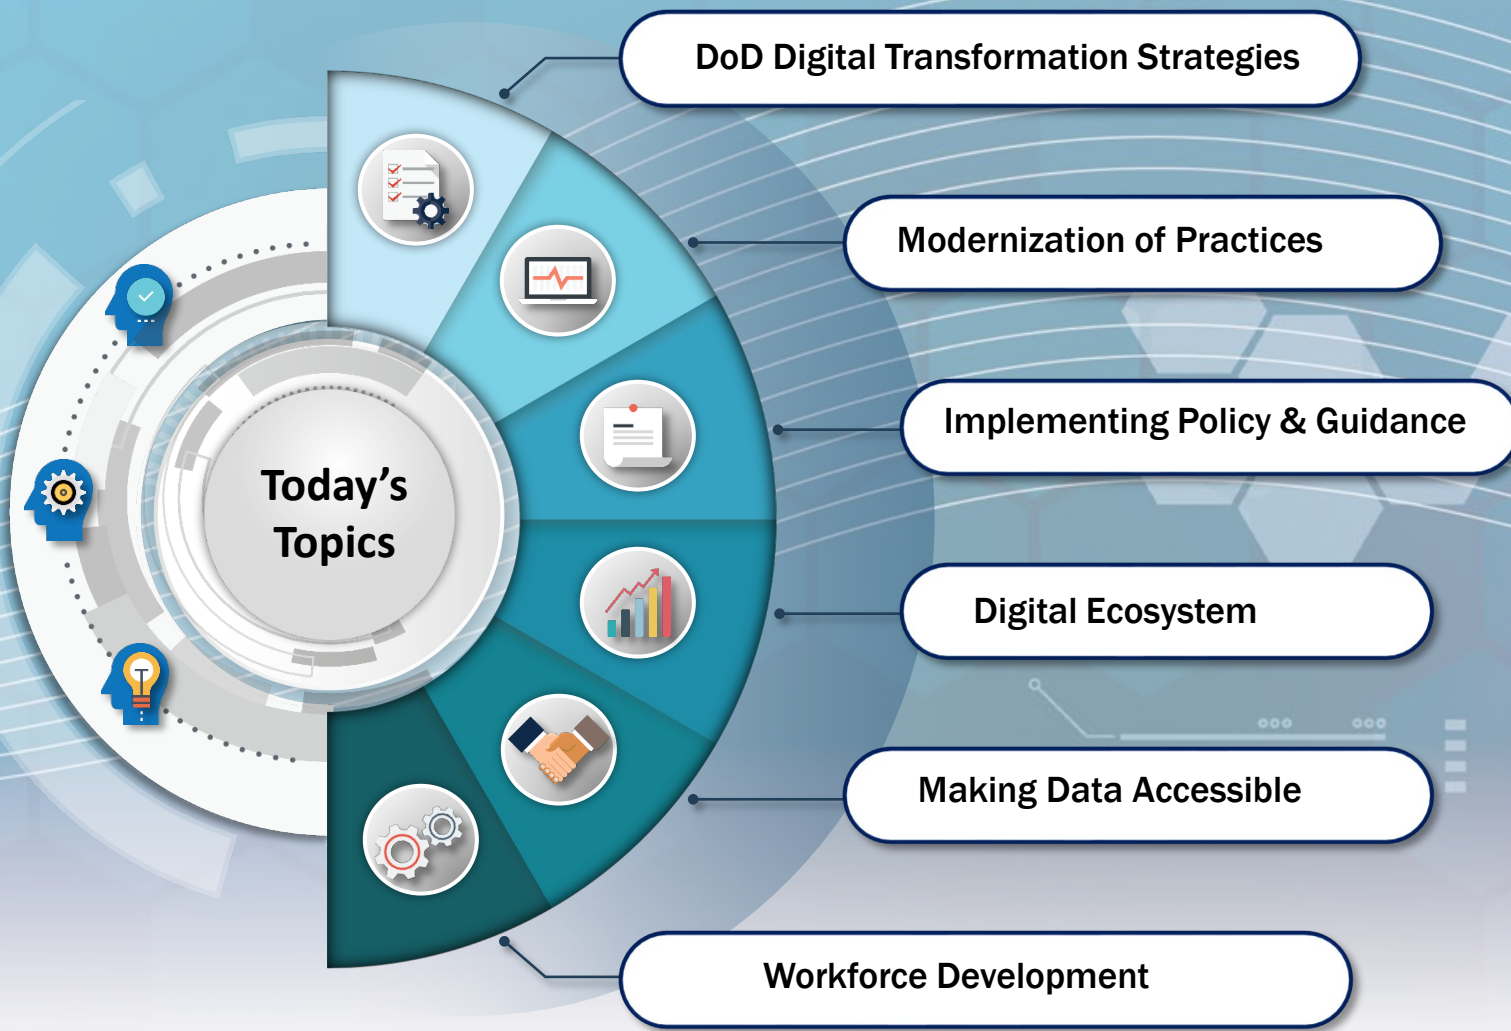 Today’s
Topics
DoD Digital Transformation Strategies
Modernization of Practices
Implementing Policy & Guidance
Digital Ecosystem
Making Data Accessible
Workforce Development